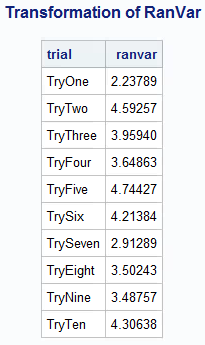 Transformation of RanVar
trial ranvar
TryOne 2.23789
TryTwo 4.59257
TryThree 3.95940
TryFour 3.64863
TryFive 4.74427
TrySix 4.21384
TrySeven 2.91289
TryEight 3.50243
TryNine 3.48757
TryTen 4.30638